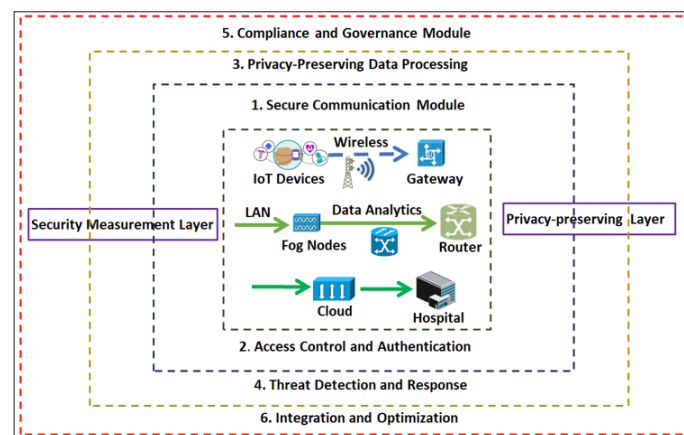 5. Compliance and Governance Module
3. Privacy-Preserving Data Processing
1. Secure Communication Module
Wireless
IoT Devices
Gateway
Security Measurement Layer
LAN
Data Analytics
Privacy-preserving Layer
Fog Nodes
Router
Cloud
Hospital
2. Access Control and Authentication
4. Threat Detection and Response
6. Integration and Optimization